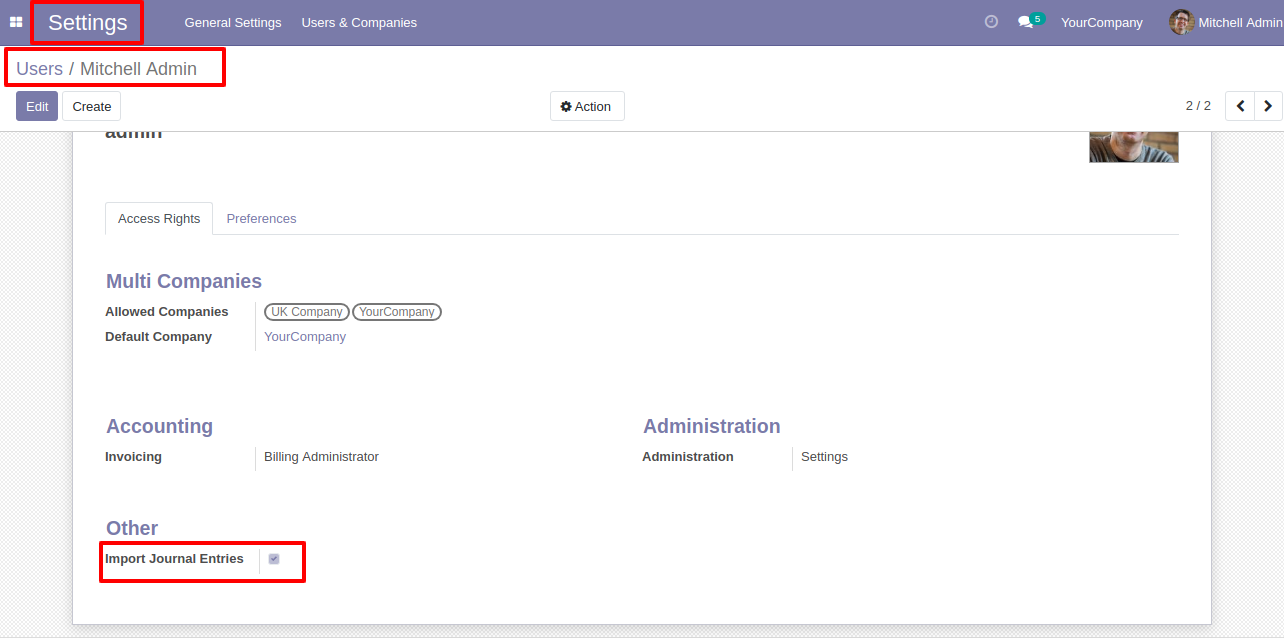 Settings General Settings Users & Companies 5 YourCompany Mitchell Admin
Users / Mitchell Admin
Edit Create Action 2 / 2
admin
Access Rights Preferences
Multi Companies
Allowed Companies UK Company YourCompany
Default Company YourCompany
Accounting Administration
Invoicing Billing Administrator Administration Settings
Other
Import Journal Entries